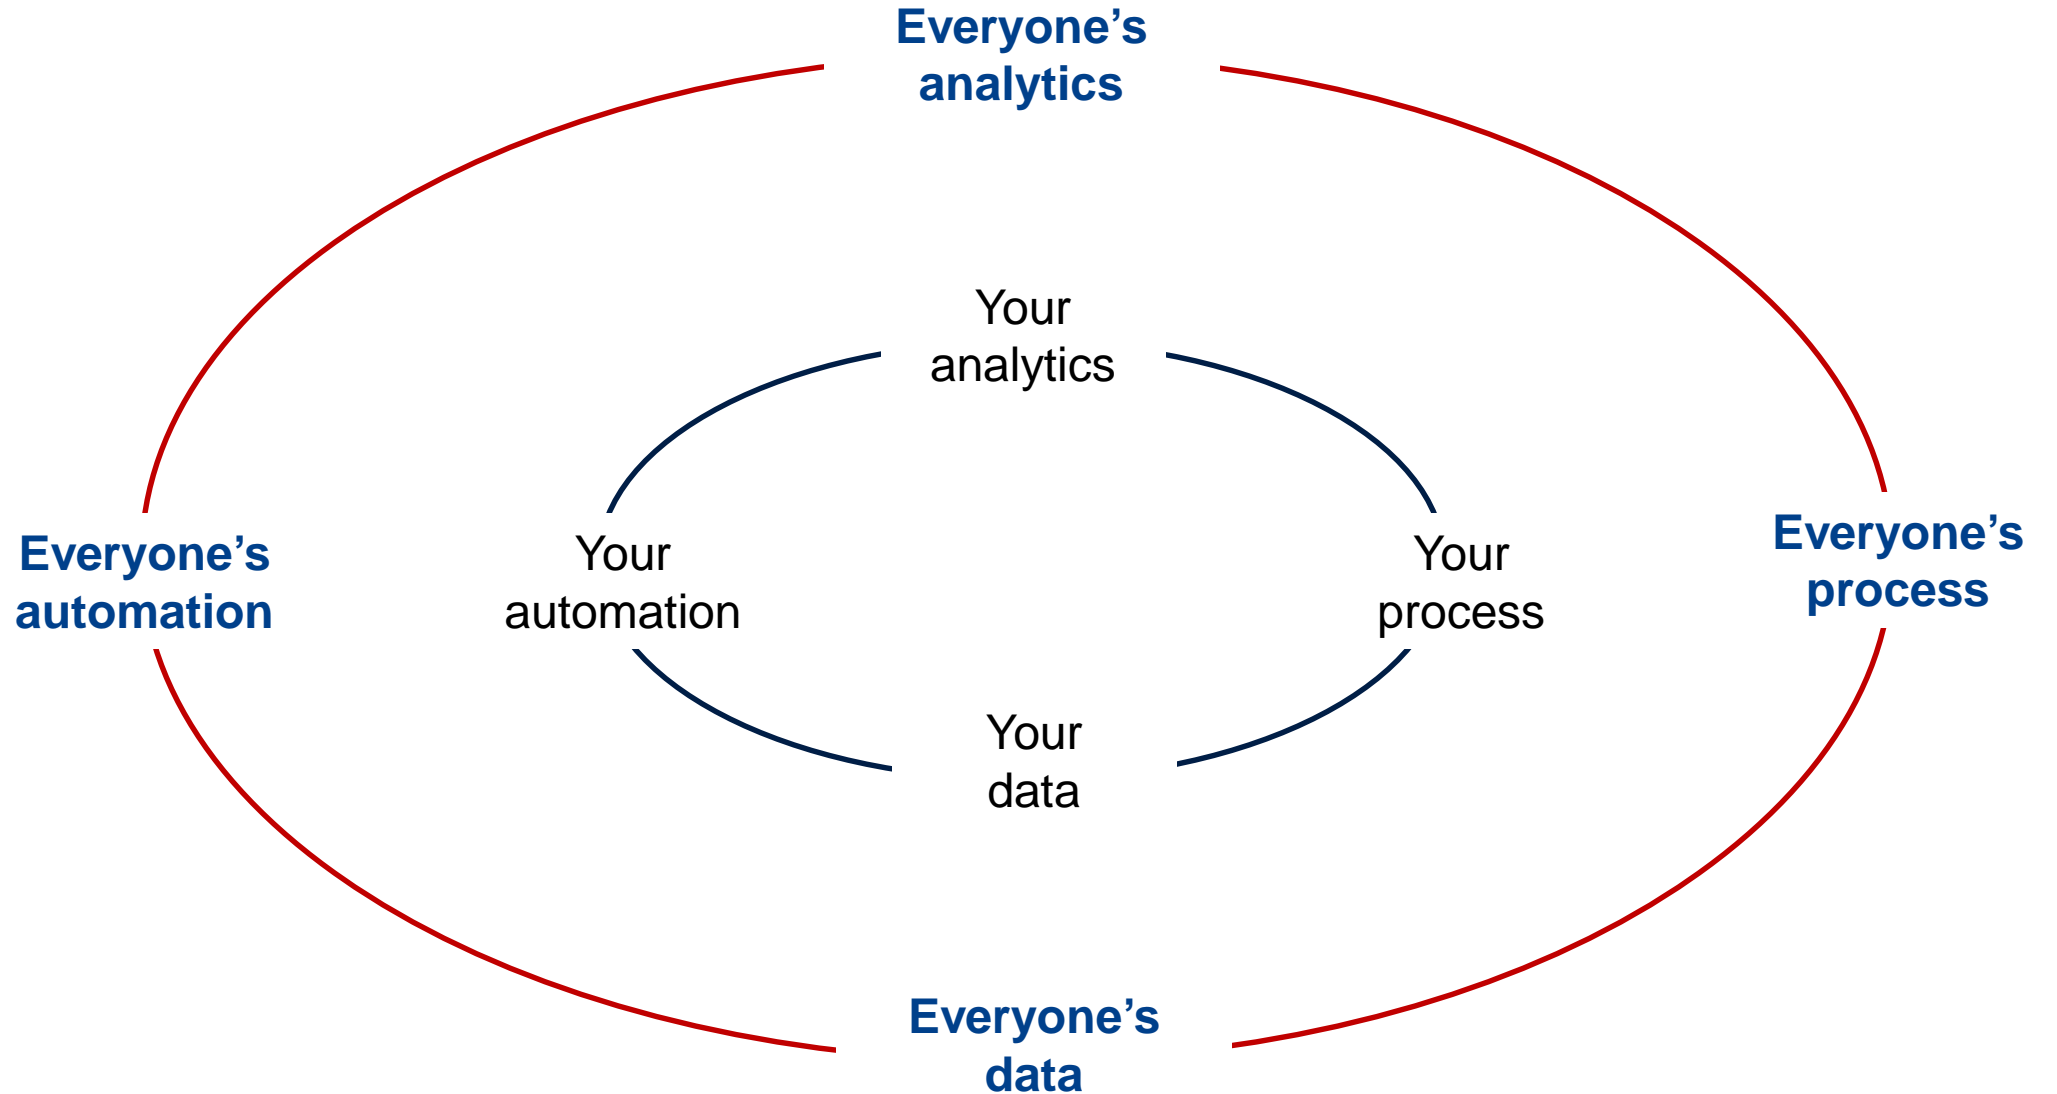 Everyone’s
analytics
Your
analytics
Everyone’s
automation
Your
automation
Your
process
Everyone’s
process
Your
data
Everyone’s
data